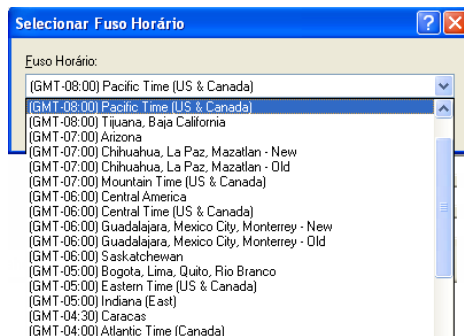 Selecionar Fuso Horário
Fuso Horário:
(GMT-08:00) Pacific Time (US & Canada)
(GMT-08:00) Pacific Time (US & Canada)
(GMT-08:00) Tijuana, Baja California
(GMT-07:00) Arizona
(GMT-07:00) Chihuahua, La Paz, Mazatlan - New
(GMT-07:00) Chihuahua, La Paz, Mazatlan - Old
(GMT-07:00) Mountain Time (US & Canada)
(GMT-06:00) Central America
(GMT-06:00) Central Time (US & Canada)
(GMT-06:00) Guadalajara, Mexico City, Monterrey - New
(GMT-06:00) Guadalajara, Mexico City, Monterrey - Old
(GMT-06:00) Saskatchewan
(GMT-05:00) Bogota, Lima, Quito, Rio Branco
(GMT-05:00) Eastern Time (US & Canada)
(GMT-05:00) Indiana (East)
(GMT-04:30) Caracas
(GMT-04:00) Atlantic Time (Canada)